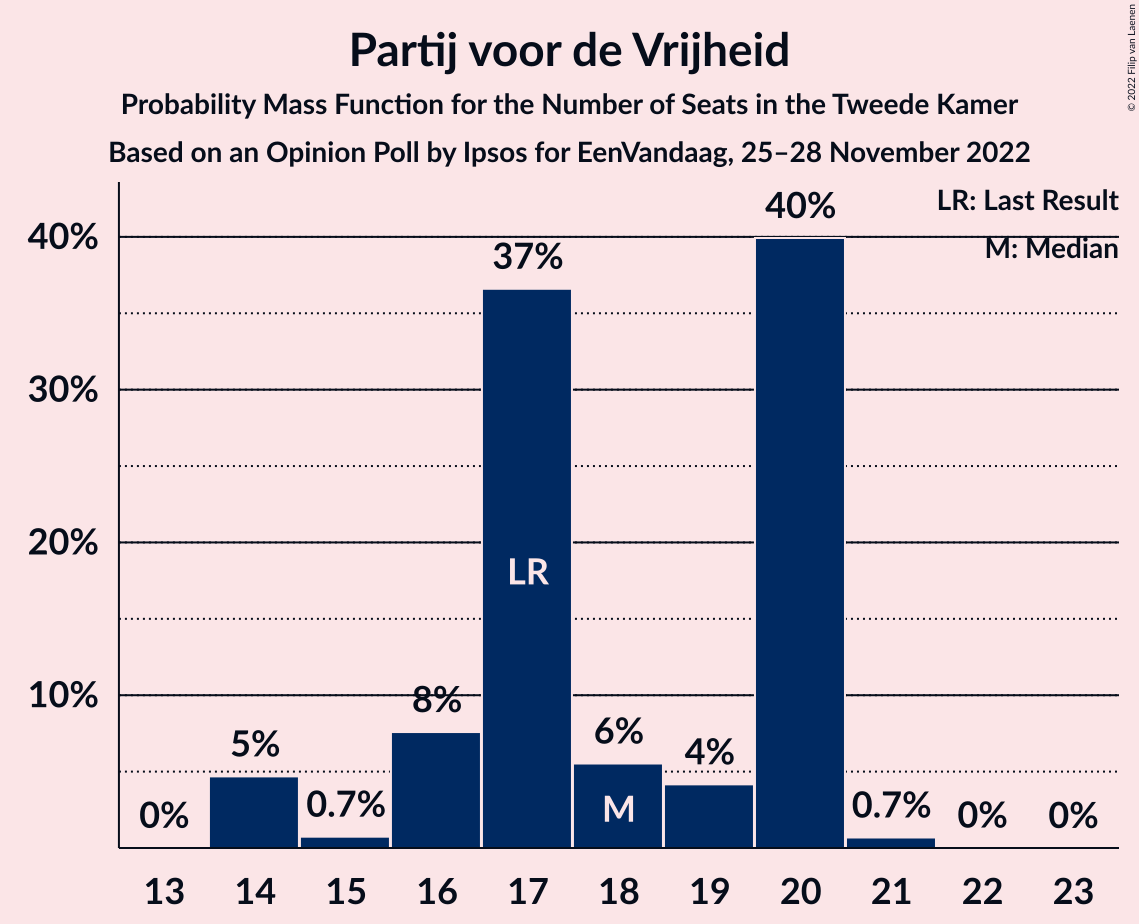 Partij voor de Vrijheid
Probability Mass Function for the Number of Seats in the Tweede Kamer
Based on an Opinion Poll by Ipsos for EenVandaag, 25–28 November 2022
© 2022 Filip van Laenen
LR: Last Result
M: Median
40%
30%
20%
10%
0%
5%
0.7%
8%
37%
6%
4%
40%
0.7%
0%
0%
LR
M
13 14 15 16 17 18 19 20 21 22 23